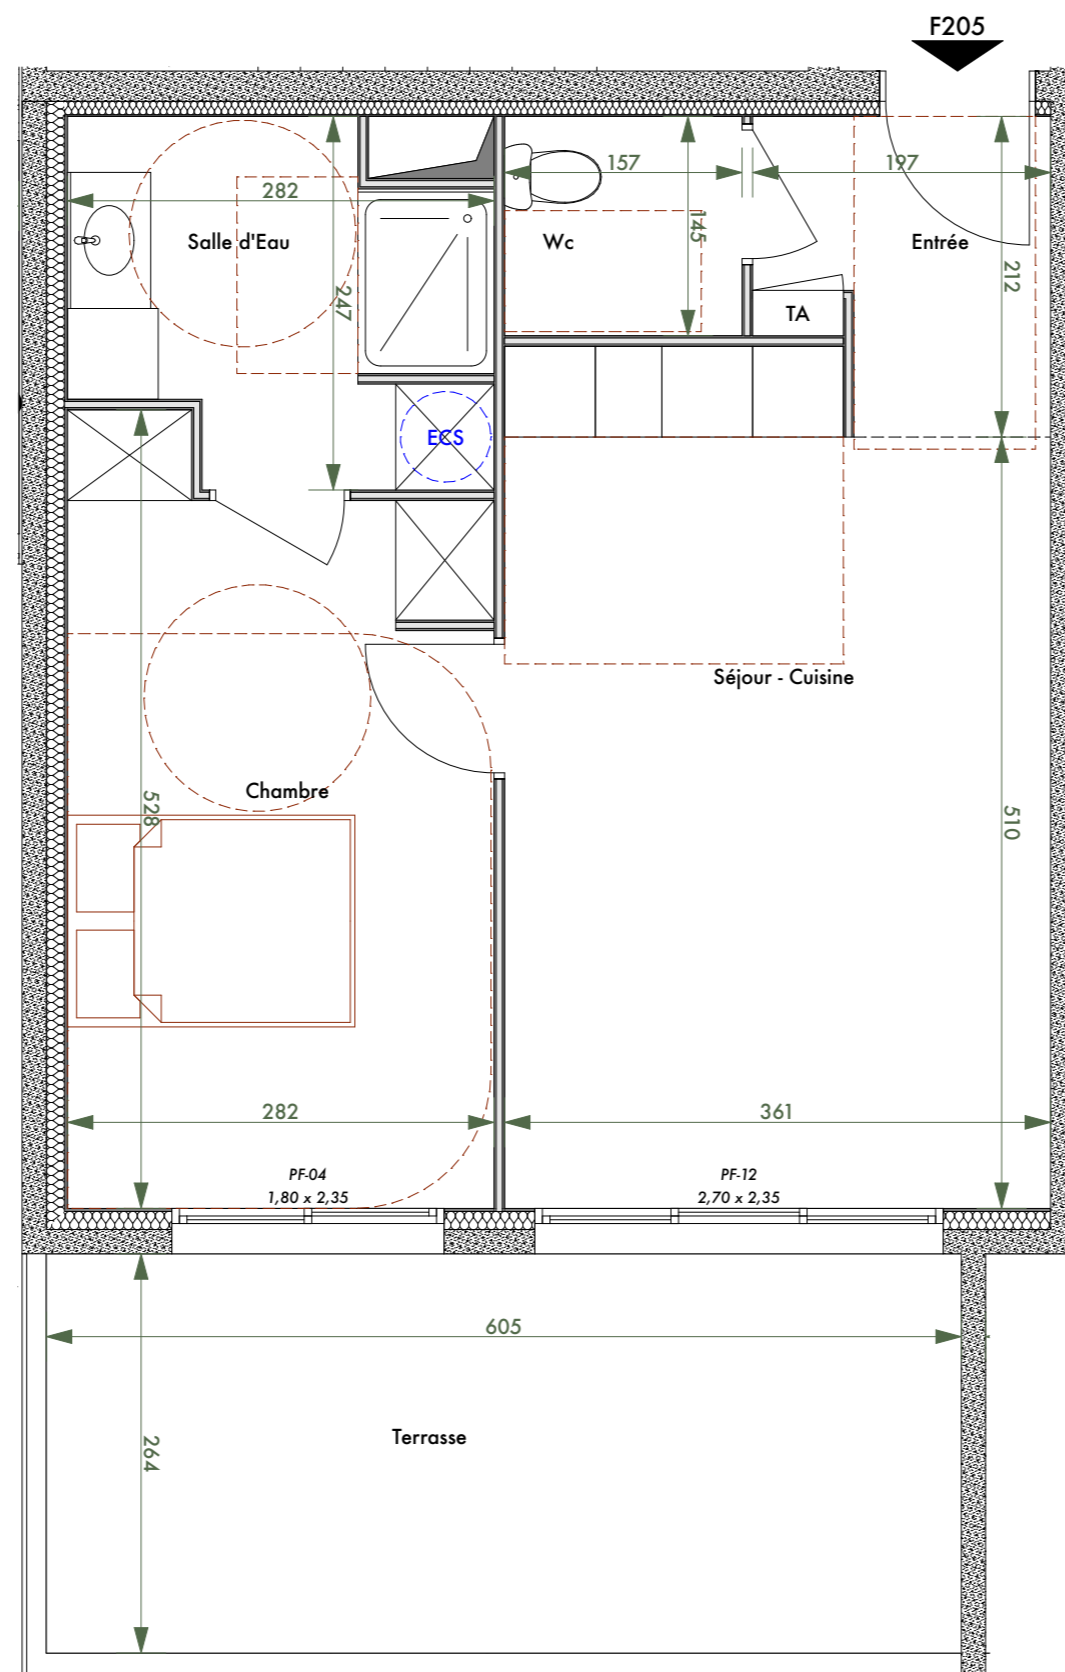 F205
282
157
197
Salle d'Eau
Wc
145
Entrée
212
247
TA
ECS
Séjour - Cuisine
Chambre
528
510
282
361
PF-04
1,80 x 2,35
PF-12
2,70 x 2,35
605
Terrasse
264